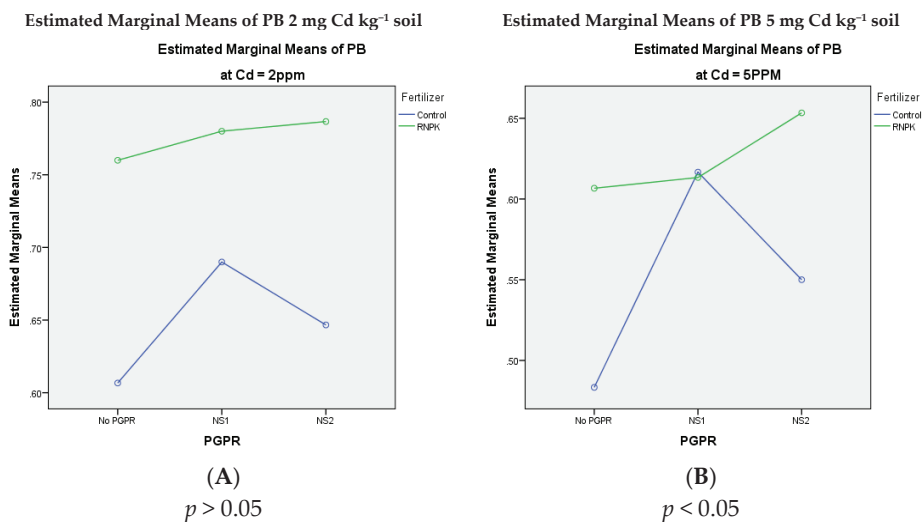 Estimated Marginal Means of PB 2 mg Cd kg⁻¹ soil
Estimated Marginal Means of PB
at Cd = 2ppm
Fertilizer
Control
RNPK
Estimated Marginal Means
.80
.75
.70
.65
.60
No PGPR NS1 NS2
PGPR
(A)
p > 0.05
Estimated Marginal Means of PB 5 mg Cd kg⁻¹ soil
Estimated Marginal Means of PB
at Cd = 5PPM
Fertilizer
Control
RNPK
Estimated Marginal Means
.65
.60
.55
.50
No PGPR NS1 NS2
PGPR
(B)
p < 0.05